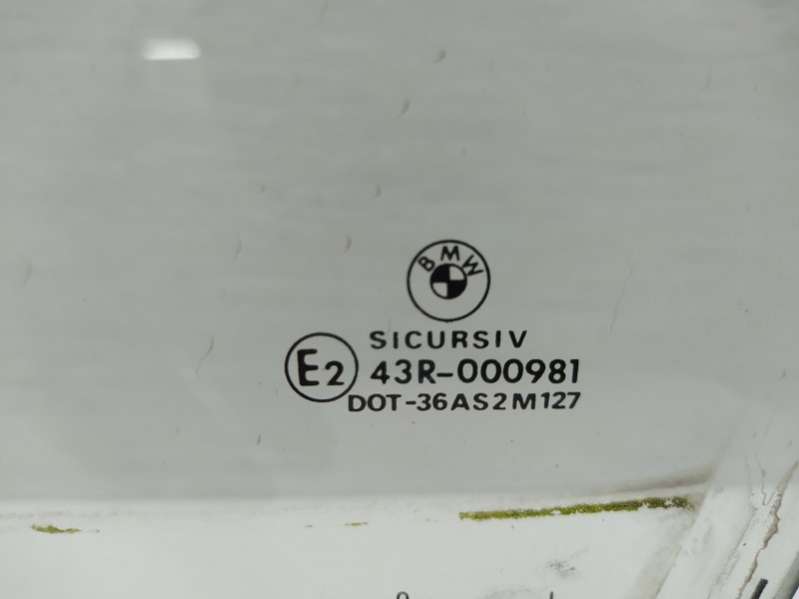 BMW
SICURSIV
E2 43R-000981
DOT-36AS2M127